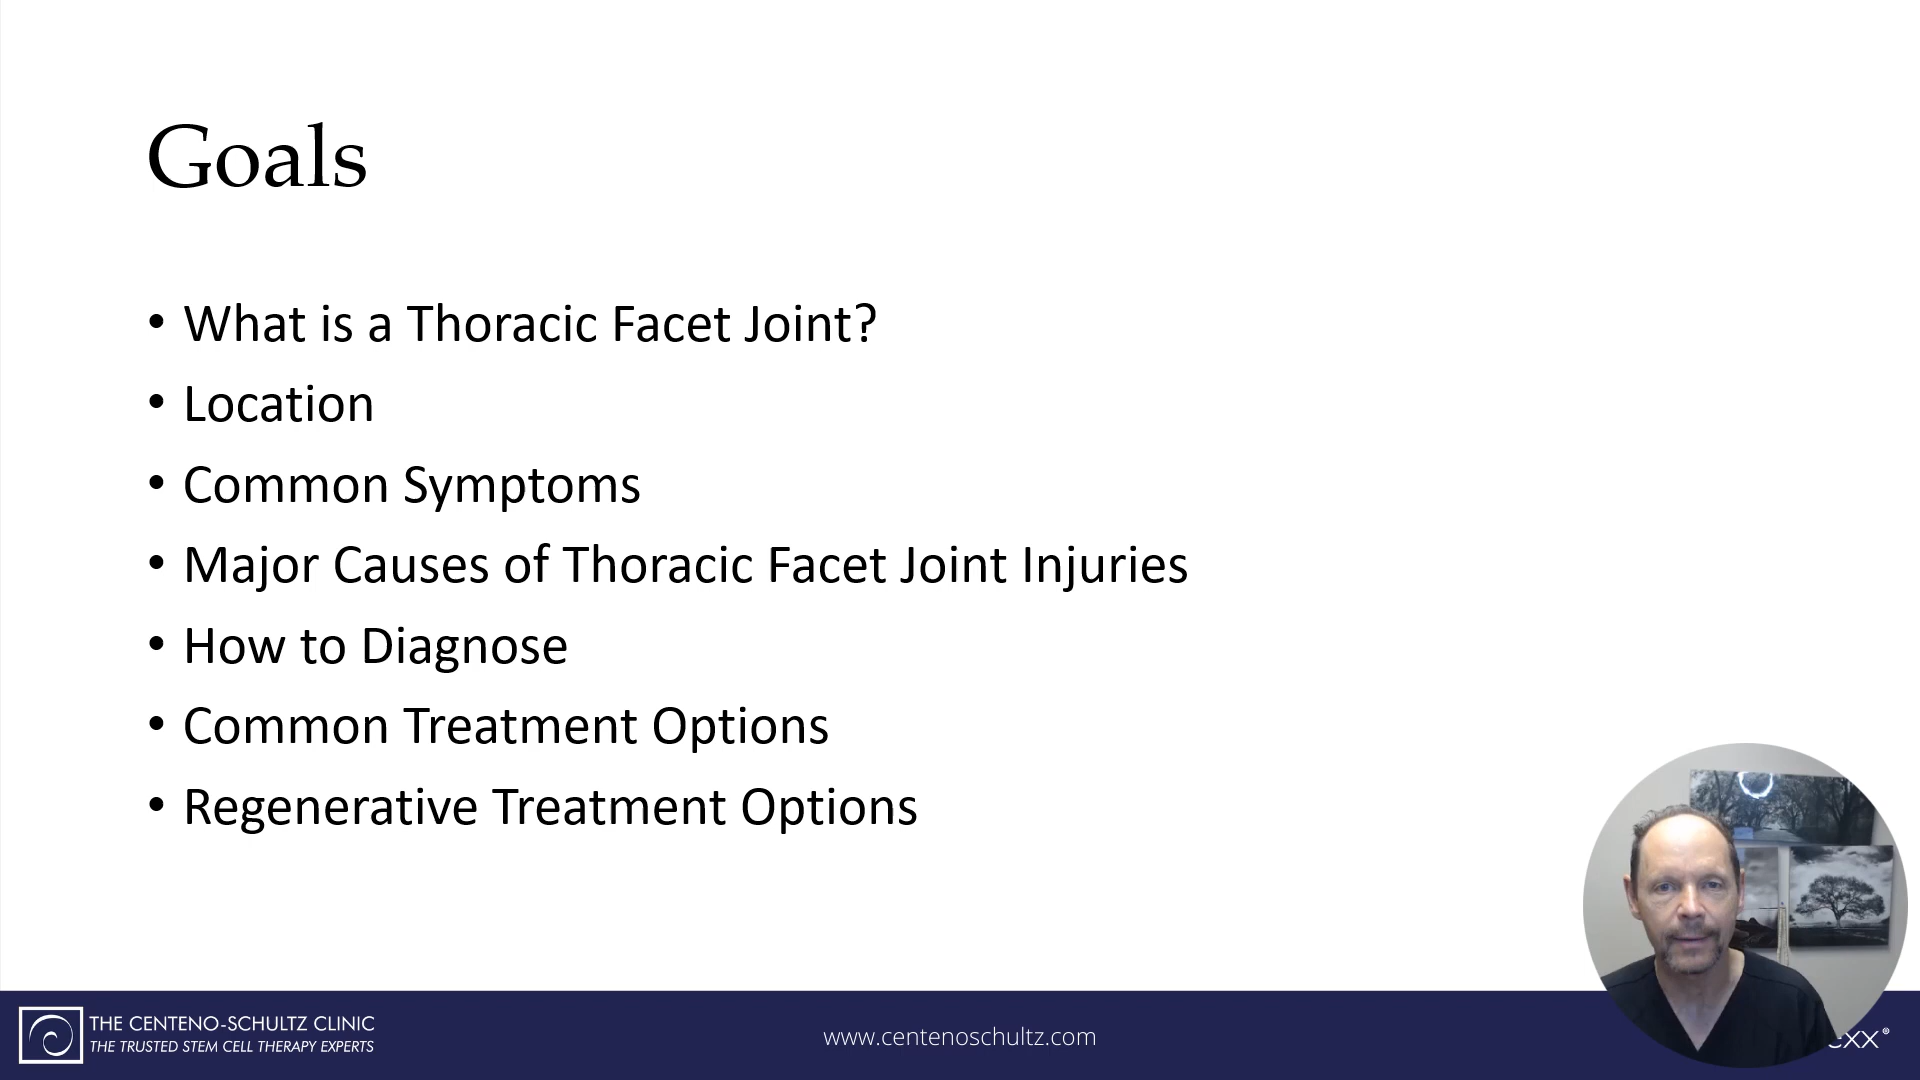 Goals
• What is a Thoracic Facet Joint?
• Location
• Common Symptoms
• Major Causes of Thoracic Facet Joint Injuries
• How to Diagnose
• Common Treatment Options
• Regenerative Treatment Options
THE CENTENO-SCHULTZ CLINIC
THE TRUSTED STEM CELL THERAPY EXPERTS
www.centenoschultz.com